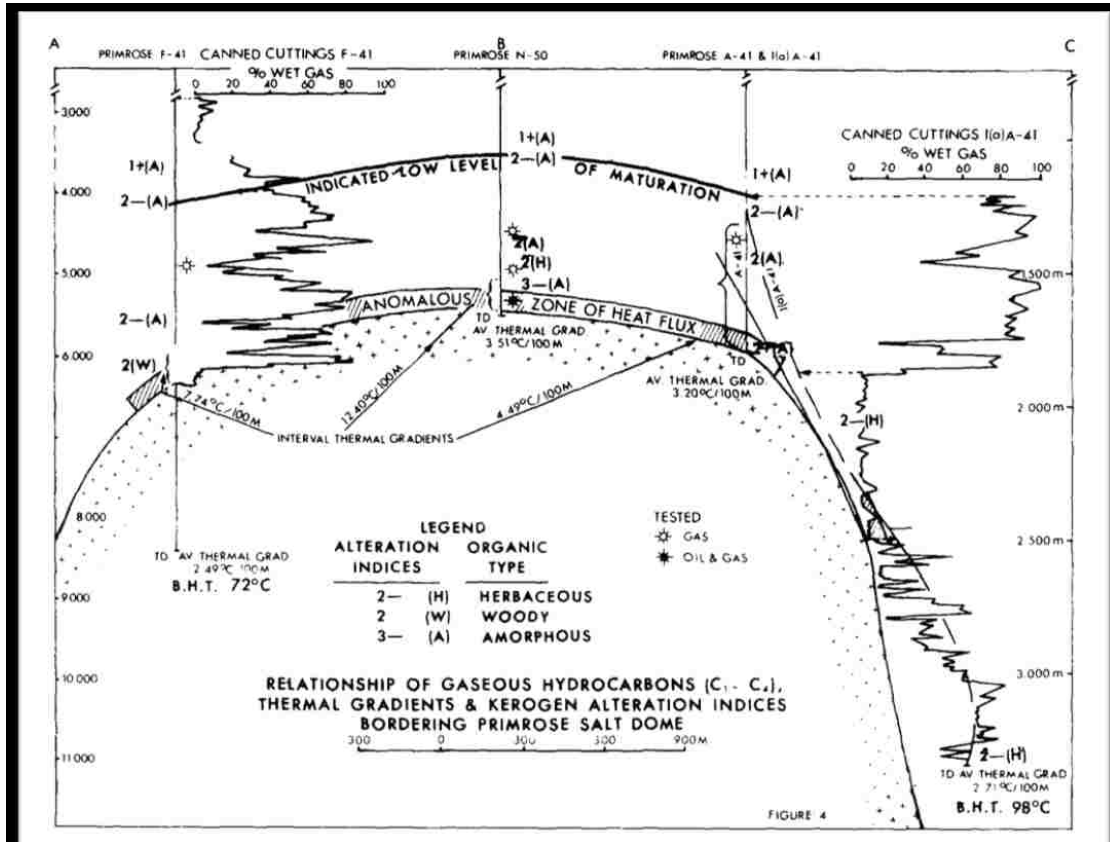 A
B
C
PRIMROSE F-41
CANNED CUTTINGS F-41
PRIMROSE N-50
PRIMROSE A-41 & I(a) A-41
% WET GAS
0 20 40 60 80 100
3000
4000
5000
6000
8000
9000
10 000
11 000
1+(A)
2—(A)
2—(A)
2(W)
INDICATED LOW LEVEL OF MATURATION
1+(A)
2—(A)
2(A)
2(H)
3—(A)
1+(A)
2—(A)
2(A)
A-41
I(a)A-41
CANNED CUTTINGS I(a)A-41
% WET GAS
0 20 40 60 80 100
1 500m
2 000m
2 500m
3 000m
ANOMALOUS ZONE OF HEAT FLUX
TD
AV THERMAL GRAD
3.51°C/100M
TD
AV. THERMAL GRAD.
3.20°C/100M
7.74°C/100M
12.40°C/100M
4.49°C/100M
INTERVAL THERMAL GRADIENTS
2—(H)
TD AV THERMAL GRAD
2.49°C 100M
B.H.T. 72°C
LEGEND
ALTERATION INDICES
ORGANIC TYPE
2— (H) HERBACEOUS
2 (W) WOODY
3— (A) AMORPHOUS
TESTED
GAS
OIL & GAS
RELATIONSHIP OF GASEOUS HYDROCARBONS (C₁- C₄),
THERMAL GRADIENTS & KEROGEN ALTERATION INDICES
BORDERING PRIMROSE SALT DOME
300 0 300 500 900M
2—(H)
TD AV THERMAL GRAD
2.71°C/100M
B.H.T. 98°C
FIGURE 4